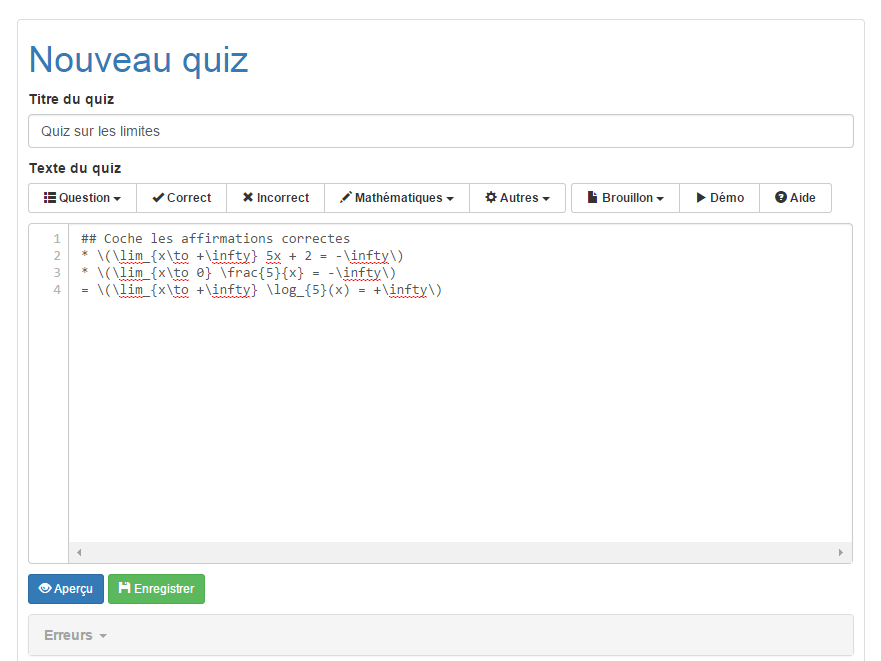 Nouveau quiz
Titre du quiz
Quiz sur les limites
Texte du quiz
Question Correct Incorrect Mathématiques Autres Brouillon Démo Aide
1 ## Coche les affirmations correctes
2 * \(\lim_{x\to +\infty} 5x + 2 = -\infty\)
3 * \(\lim_{x\to 0} \frac{5}{x} = -\infty\)
4 = \(\lim_{x\to +\infty} \log_{5}(x) = +\infty\)
Aperçu Enregistrer
Erreurs